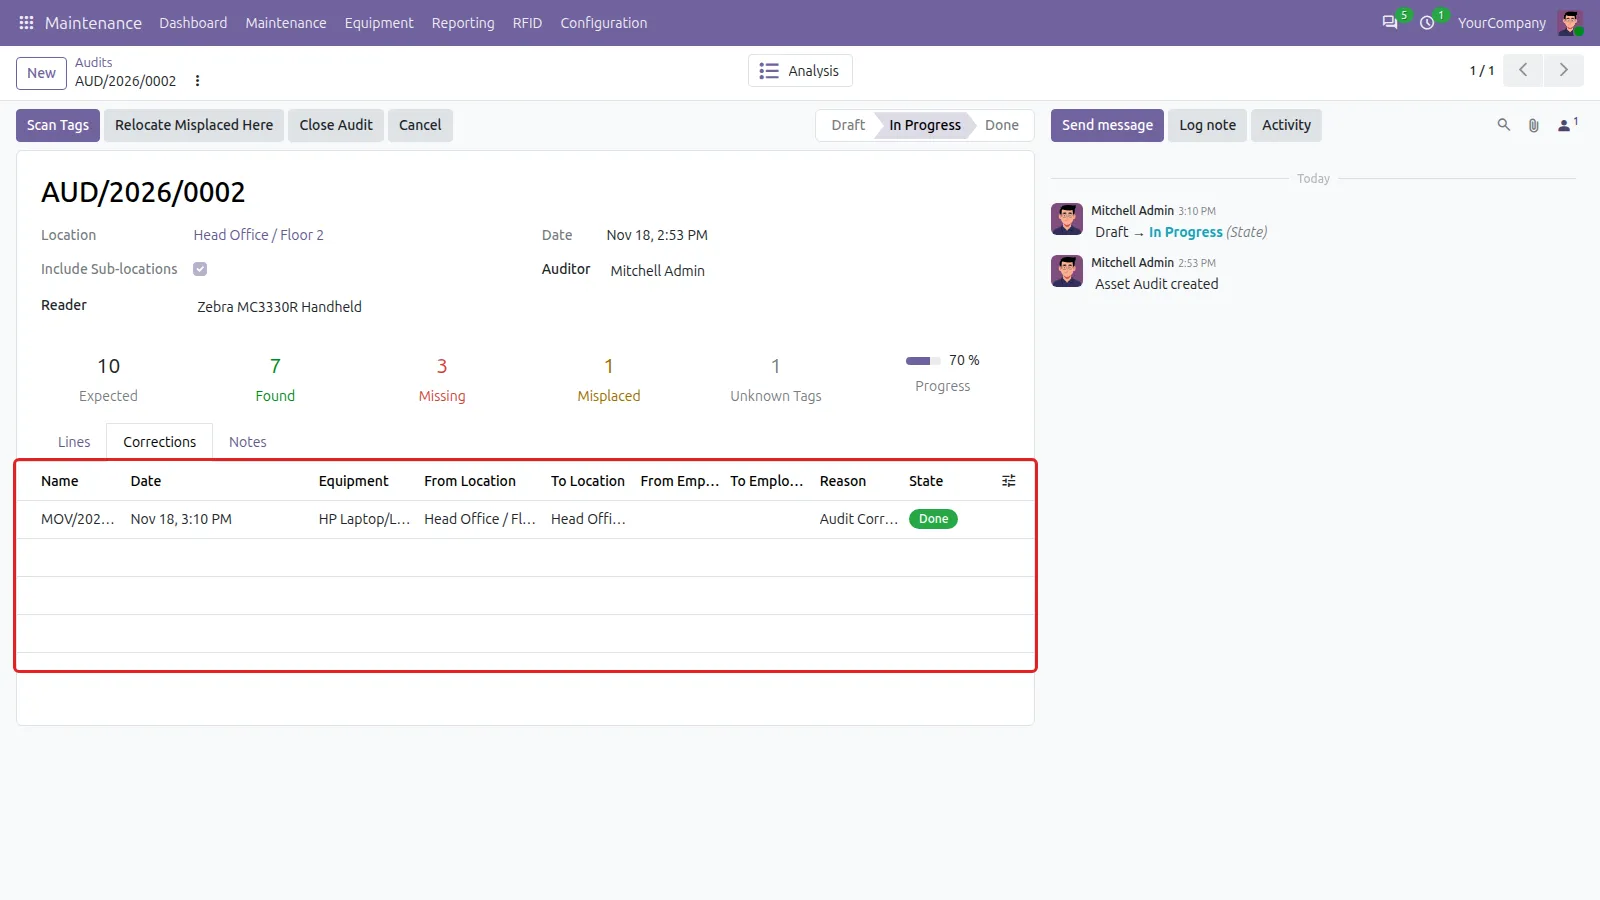 Maintenance Dashboard Maintenance Equipment Reporting RFID Configuration 5 1 YourCompany
New Audits
AUD/2026/0002
Analysis
1 / 1
Scan Tags Relocate Misplaced Here Close Audit Cancel Draft In Progress Done Send message Log note Activity 1
AUD/2026/0002
Location Head Office / Floor 2 Date Nov 18, 2:53 PM
Include Sub-locations Auditor Mitchell Admin
Reader Zebra MC3330R Handheld
10 7 3 1 1 70 %
Expected Found Missing Misplaced Unknown Tags Progress
Lines Corrections Notes
Name Date Equipment From Location To Location From Emp... To Emplo... Reason State
MOV/202... Nov 18, 3:10 PM HP Laptop/L... Head Office / Fl... Head Offi... Audit Corr... Done
Today
Mitchell Admin 3:10 PM
Draft → In Progress (State)
Mitchell Admin 2:53 PM
Asset Audit created